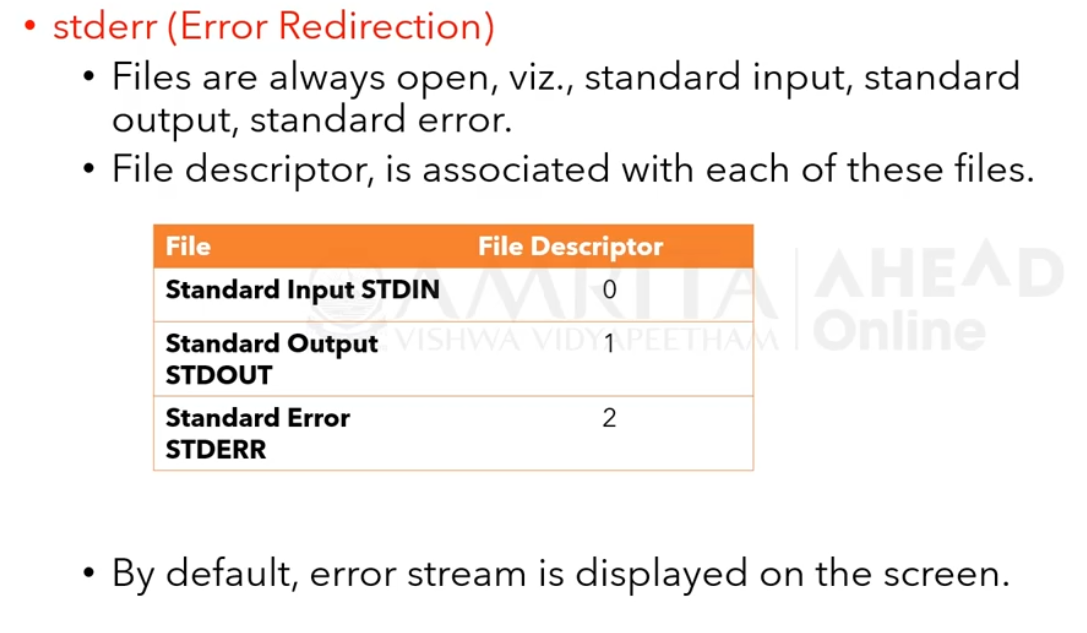 • stderr (Error Redirection)
• Files are always open, viz., standard input, standard
output, standard error.
• File descriptor, is associated with each of these files.
File File Descriptor
Standard Input STDIN 0
Standard Output 1
STDOUT
Standard Error 2
STDERR
AMRITA
VISHWA VIDYAPEETHAM
AHEAD
Online
• By default, error stream is displayed on the screen.